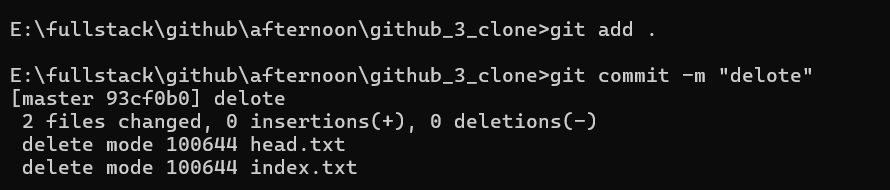 E:\fullstack\github\afternoon\github_3_clone>git add .
E:\fullstack\github\afternoon\github_3_clone>git commit -m "delote"
[master 93cf0b0] delote
 2 files changed, 0 insertions(+), 0 deletions(-)
 delete mode 100644 head.txt
 delete mode 100644 index.txt